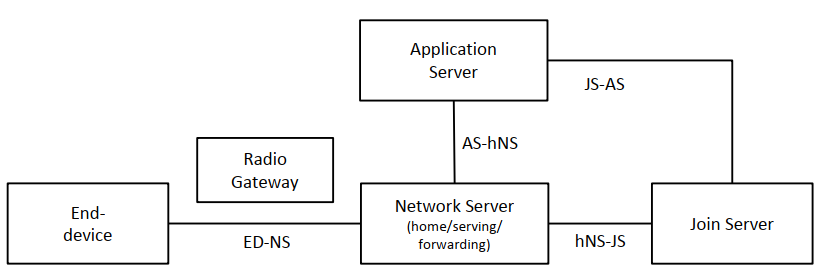 Application
Server
JS-AS
AS-hNS
Radio
Gateway
End-
device
ED-NS
Network Server
(home/serving/
forwarding)
hNS-JS
Join Server